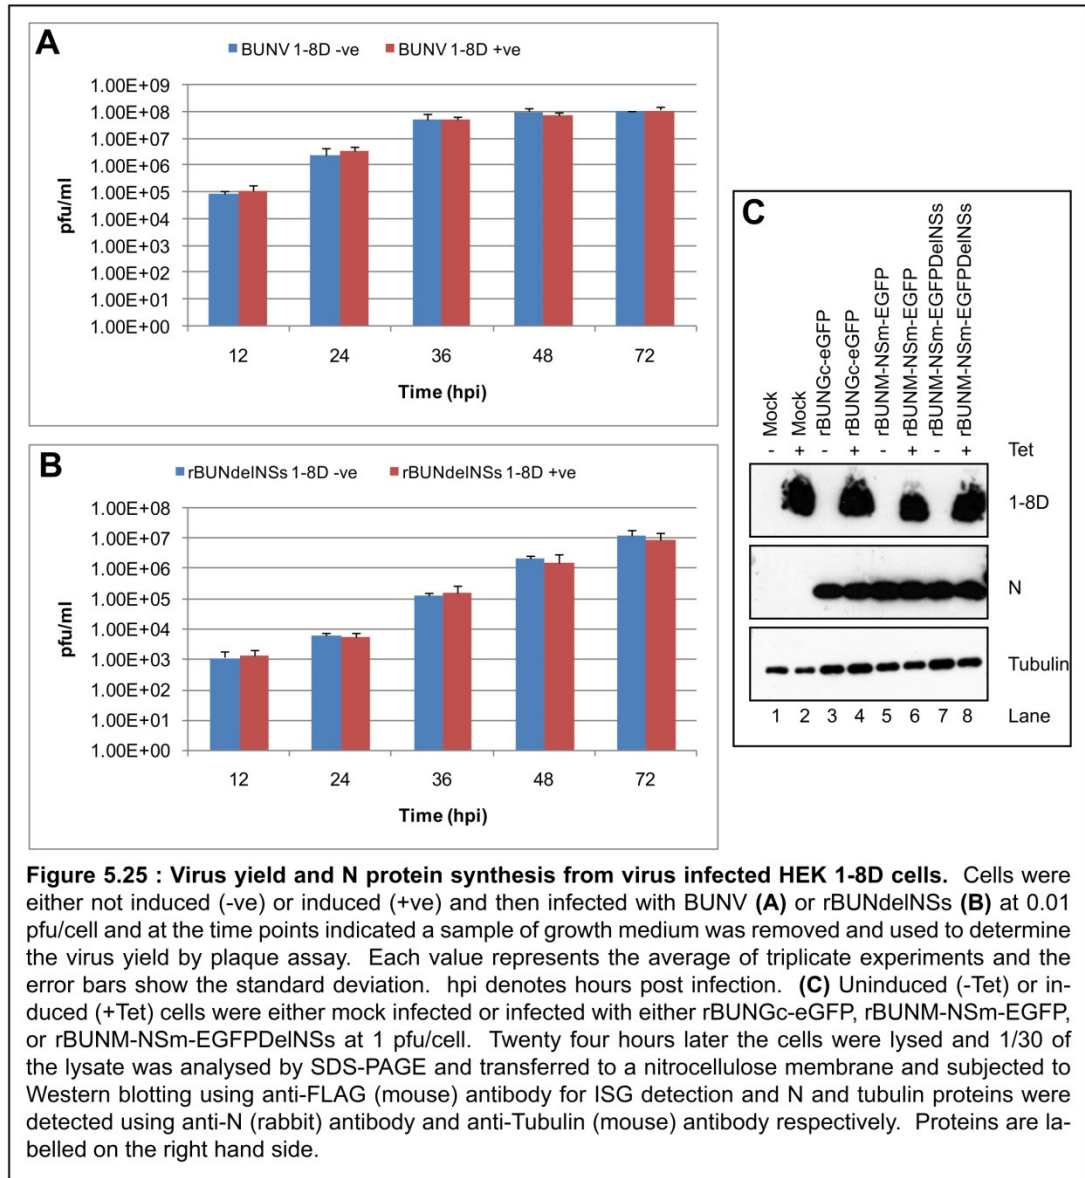 A
BUNV 1-8D -ve BUNV 1-8D +ve
1.00E+09
1.00E+08
1.00E+07
1.00E+06
1.00E+05
1.00E+04
1.00E+03
1.00E+02
1.00E+01
1.00E+00
pfu/ml
12 24 36 48 72
Time (hpi)
B
rBUNdelNSs 1-8D -ve rBUNdelNSs 1-8D +ve
1.00E+08
1.00E+07
1.00E+06
1.00E+05
1.00E+04
1.00E+03
1.00E+02
1.00E+01
1.00E+00
pfu/ml
12 24 36 48 72
Time (hpi)
C
Mock
Mock
rBUNGc-eGFP
rBUNGc-eGFP
rBUNM-NSm-EGFP
rBUNM-NSm-EGFP
rBUNM-NSm-EGFPDelNSs
rBUNM-NSm-EGFPDelNSs
- + - + - + - + Tet
1-8D
N
Tubulin
1 2 3 4 5 6 7 8 Lane
Figure 5.25 : Virus yield and N protein synthesis from virus infected HEK 1-8D cells. Cells were
either not induced (-ve) or induced (+ve) and then infected with BUNV (A) or rBUNdelNSs (B) at 0.01
pfu/cell and at the time points indicated a sample of growth medium was removed and used to determine
the virus yield by plaque assay. Each value represents the average of triplicate experiments and the
error bars show the standard deviation. hpi denotes hours post infection. (C) Uninduced (-Tet) or in-
duced (+Tet) cells were either mock infected or infected with either rBUNGc-eGFP, rBUNM-NSm-EGFP,
or rBUNM-NSm-EGFPDelNSs at 1 pfu/cell. Twenty four hours later the cells were lysed and 1/30 of
the lysate was analysed by SDS-PAGE and transferred to a nitrocellulose membrane and subjected to
Western blotting using anti-FLAG (mouse) antibody for ISG detection and N and tubulin proteins were
detected using anti-N (rabbit) antibody and anti-Tubulin (mouse) antibody respectively. Proteins are la-
belled on the right hand side.